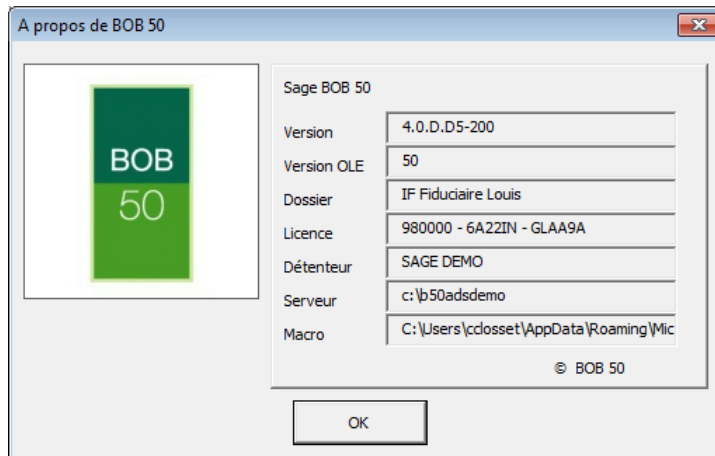 A propos de BOB 50
BOB
50
Sage BOB 50
Version 4.0.D.D5-200
Version OLE 50
Dossier IF Fiduciaire Louis
Licence 980000 - 6A22IN - GLAA9A
Détenteur SAGE DEMO
Serveur c:\b50adsdemo
Macro C:\Users\cclosset\AppData\Roaming\Mic
© BOB 50
OK